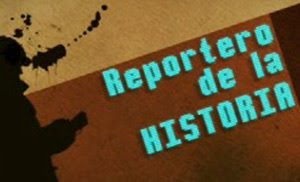 Reportero
de la
HISTORIA